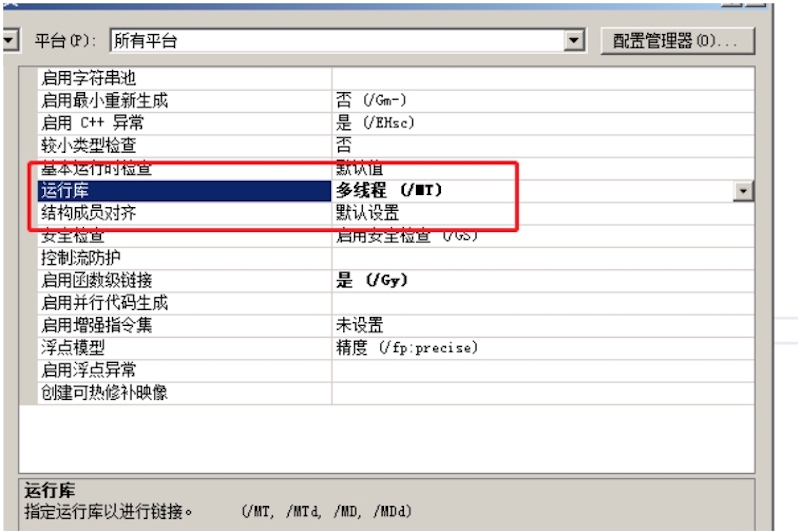 平台(P): 所有平台 配置管理器(O)...
启用字符串池
启用最小重新生成 否 (/Gm-)
启用 C++ 异常 是 (/EHsc)
较小类型检查 否
基本运行时检查 默认值
运行库 多线程 (/MT)
结构成员对齐 默认设置
安全检查 启用安全检查 (/GS)
控制流防护
启用函数级链接 是 (/Gy)
启用并行代码生成
启用增强指令集 未设置
浮点模型 精度 (/fp:precise)
启用浮点异常
创建可热修补映像
运行库
指定运行库以进行链接。 (/MT, /MTd, /MD, /MDd)